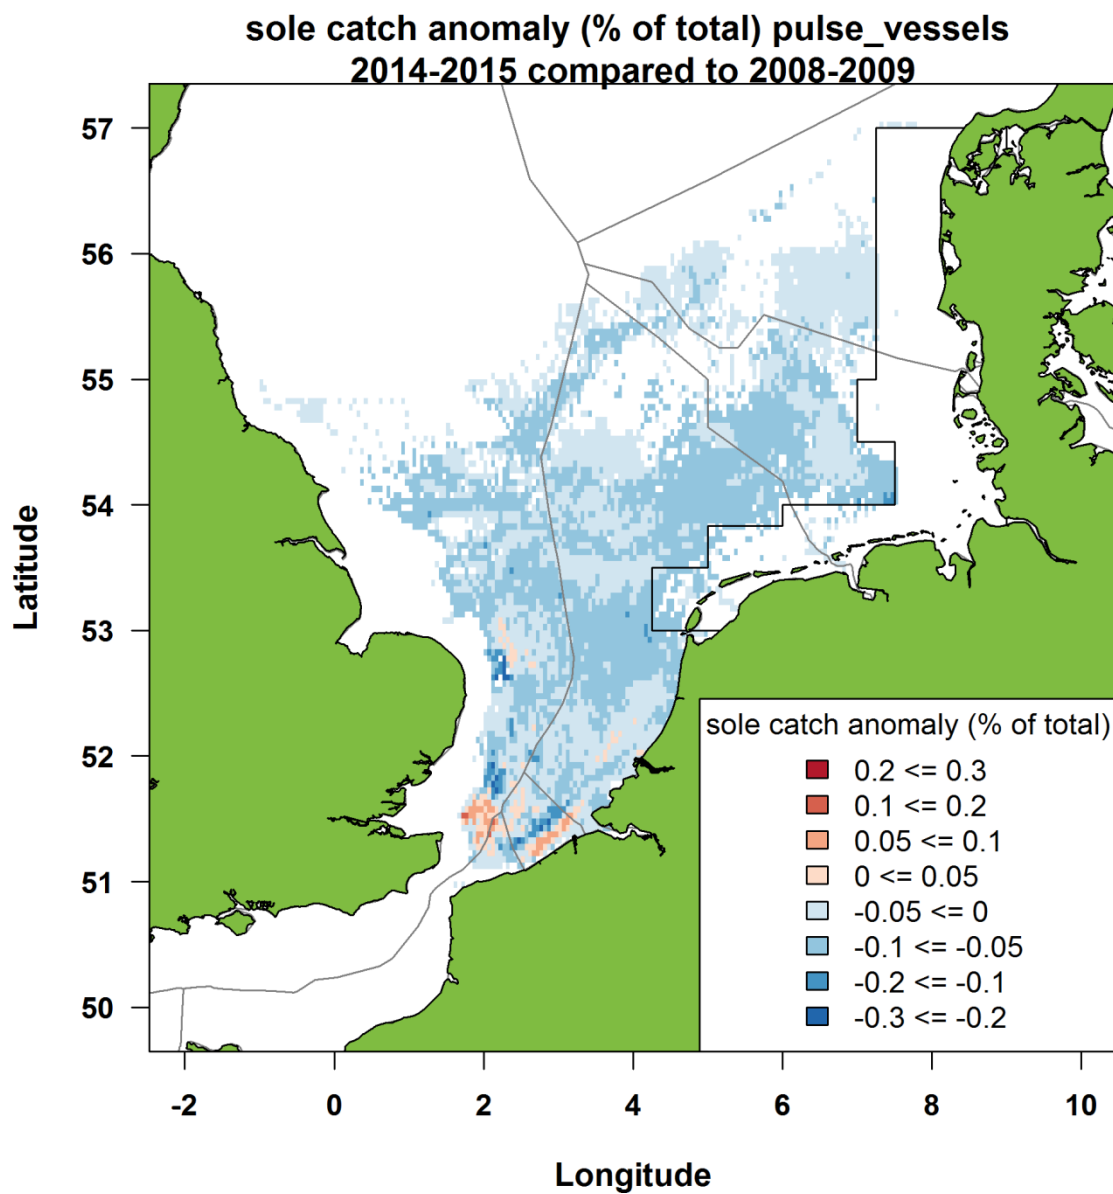 sole catch anomaly (% of total) pulse_vessels
2014-2015 compared to 2008-2009
57
56
55
54
53
52
51
50
Latitude
sole catch anomaly (% of total)
0.2 <= 0.3
0.1 <= 0.2
0.05 <= 0.1
0 <= 0.05
-0.05 <= 0
-0.1 <= -0.05
-0.2 <= -0.1
-0.3 <= -0.2
-2 0 2 4 6 8 10
Longitude